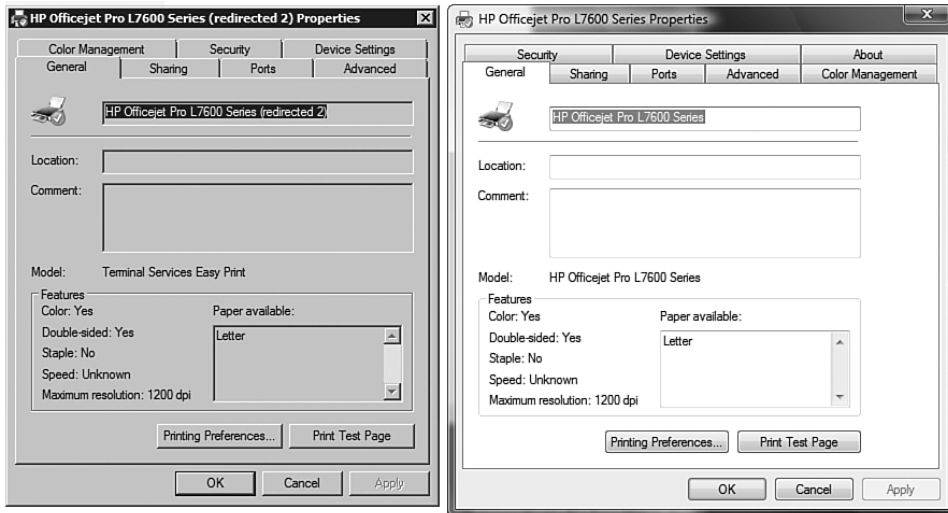 HP Officejet Pro L7600 Series (redirected 2) Properties
Color Management Security Device Settings
General Sharing Ports Advanced
HP Officejet Pro L7600 Series (redirected 2)
Location:
Comment:
Model: Terminal Services Easy Print
Features
Color: Yes Paper available:
Double-sided: Yes Letter
Staple: No
Speed: Unknown
Maximum resolution: 1200 dpi
Printing Preferences... Print Test Page
OK Cancel Apply
HP Officejet Pro L7600 Series Properties
Security Device Settings About
General Sharing Ports Advanced Color Management
HP Officejet Pro L7600 Series
Location:
Comment:
Model: HP Officejet Pro L7600 Series
Features
Color: Yes Paper available:
Double-sided: Yes Letter
Staple: No
Speed: Unknown
Maximum resolution: 1200 dpi
Printing Preferences... Print Test Page
OK Cancel Apply